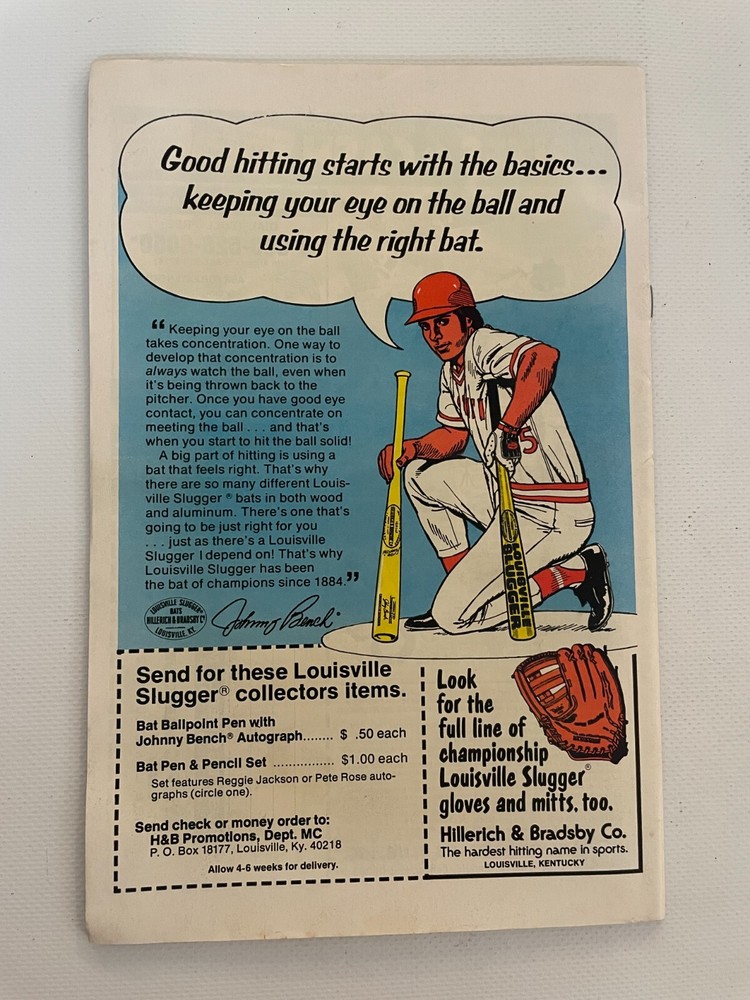 Good hitting starts with the basics...
keeping your eye on the ball and
using the right bat.
“Keeping your eye on the ball
takes concentration. One way to
develop that concentration is to
always watch the ball, even when
it's being thrown back to the
pitcher. Once you have good eye
contact, you can concentrate on
meeting the ball . . . and that's
when you start to hit the ball solid!
A big part of hitting is using a
bat that feels right. That's why
there are so many different Louis-
ville Slugger® bats in both wood
and aluminum. There's one that's
going to be just right for you
. . . just as there's a Louisville
Slugger I depend on! That's why
Louisville Slugger has been
the bat of champions since 1884.”
LOUISVILLE SLUGGER®
BATS
HILLERICH & BRADSBY Co
LOUISVILLE, KY.
Johnny Bench®
5
LOUISVILLE
SLUGGER
Send for these Louisville
Slugger® collectors items.
Bat Ballpoint Pen with
Johnny Bench® Autograph........ $ .50 each
Bat Pen & Pencil Set ................ $1.00 each
Set features Reggie Jackson or Pete Rose auto-
graphs (circle one).
Send check or money order to:
H&B Promotions, Dept. MC
P. O. Box 18177, Louisville, Ky. 40218
Allow 4-6 weeks for delivery.
Look
for the
full line of
championship
Louisville Slugger®
gloves and mitts, too.
Hillerich & Bradsby Co.
The hardest hitting name in sports.
LOUISVILLE, KENTUCKY